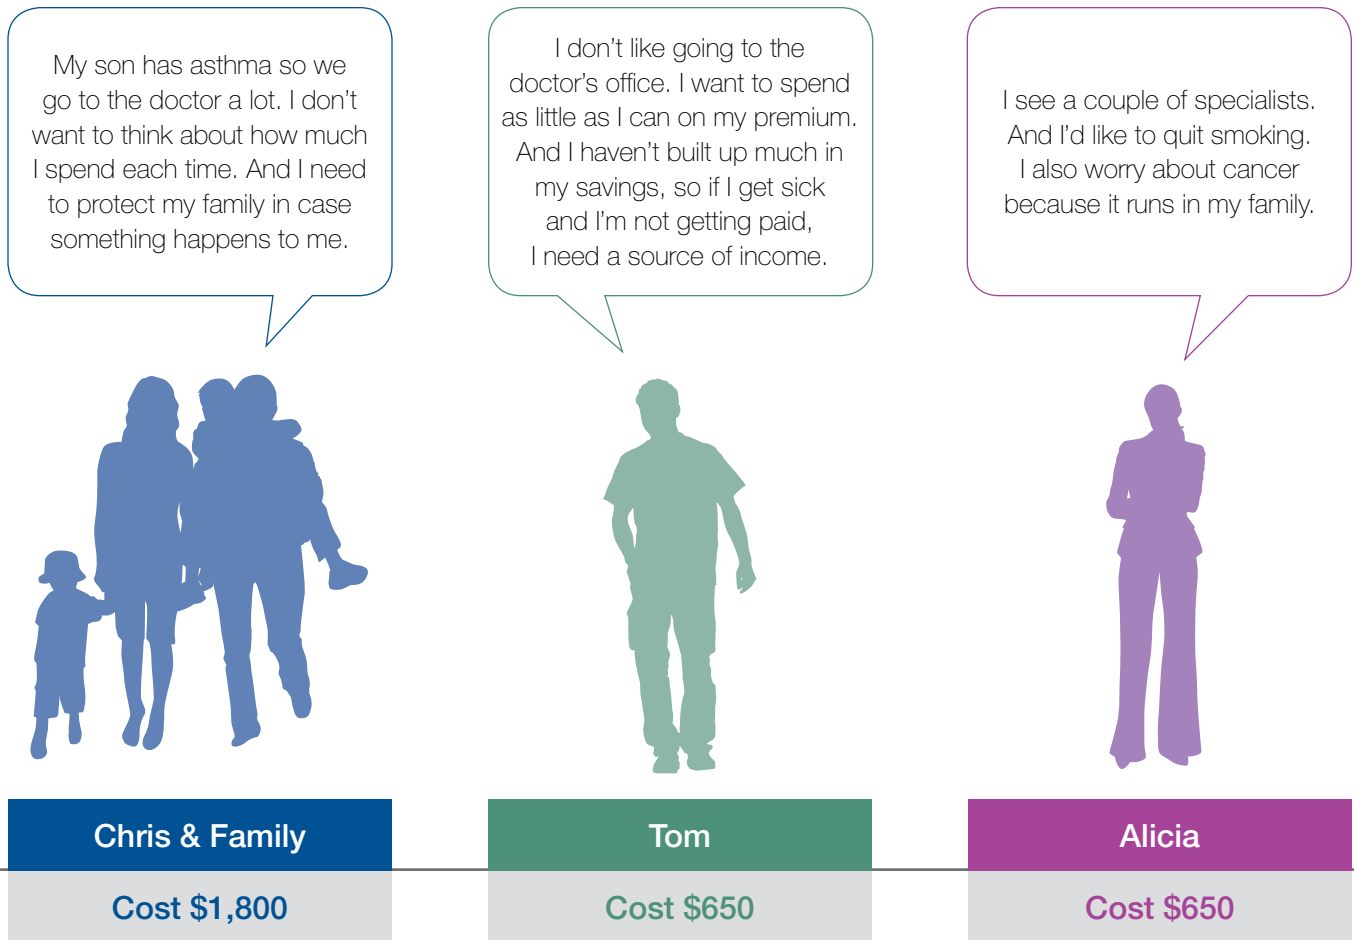 My son has asthma so we
go to the doctor a lot. I don’t
want to think about how much
I spend each time. And I need
to protect my family in case
something happens to me.
I don’t like going to the
doctor’s office. I want to spend
as little as I can on my premium.
And I haven’t built up much in
my savings, so if I get sick
and I’m not getting paid,
I need a source of income.
I see a couple of specialists.
And I’d like to quit smoking.
I also worry about cancer
because it runs in my family.
Chris & Family
Tom
Alicia
Cost $1,800
Cost $650
Cost $650